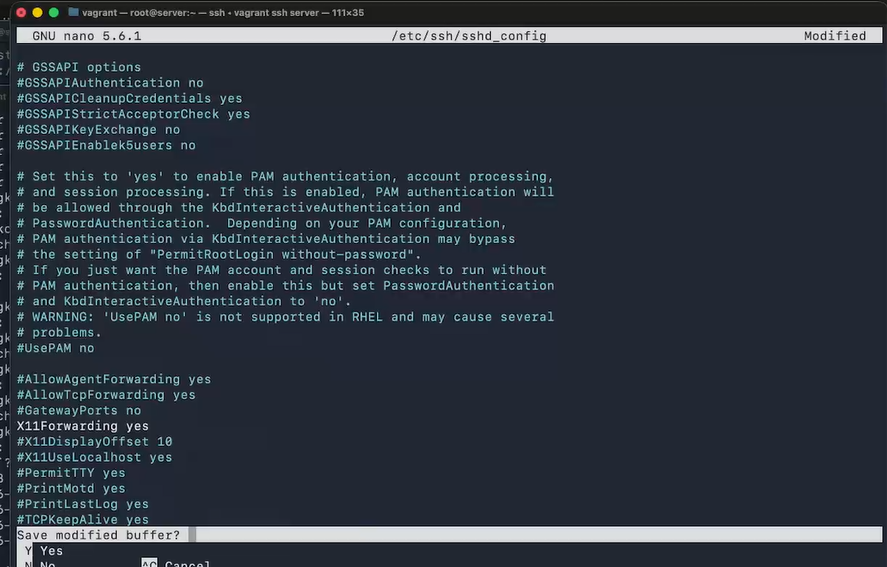 vagrant — root@server:~ — ssh • vagrant ssh server — 111×35
GNU nano 5.6.1 /etc/ssh/sshd_config Modified
# GSSAPI options
#GSSAPIAuthentication no
#GSSAPICleanupCredentials yes
#GSSAPIStrictAcceptorCheck yes
#GSSAPIKeyExchange no
#GSSAPIEnablek5users no
# Set this to 'yes' to enable PAM authentication, account processing,
# and session processing. If this is enabled, PAM authentication will
# be allowed through the KbdInteractiveAuthentication and
# PasswordAuthentication.  Depending on your PAM configuration,
# PAM authentication via KbdInteractiveAuthentication may bypass
# the setting of "PermitRootLogin without-password".
# If you just want the PAM account and session checks to run without
# PAM authentication, then enable this but set PasswordAuthentication
# and KbdInteractiveAuthentication to 'no'.
# WARNING: 'UsePAM no' is not supported in RHEL and may cause several
# problems.
#UsePAM no
#AllowAgentForwarding yes
#AllowTcpForwarding yes
#GatewayPorts no
X11Forwarding yes
#X11DisplayOffset 10
#X11UseLocalhost yes
#PermitTTY yes
#PrintMotd yes
#PrintLastLog yes
#TCPKeepAlive yes
Save modified buffer?
Y Yes
N No ^C Cancel